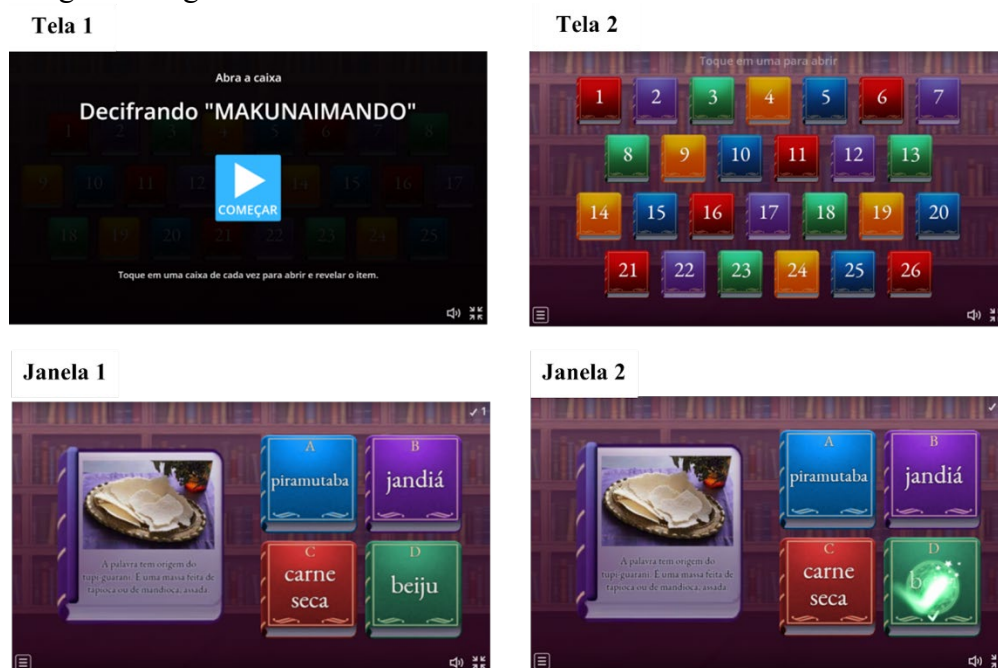 Tela 1
Abra a caixa
Decifrando "MAKUNAIMANDO"
COMEÇAR
Toque em uma caixa de cada vez para abrir e revelar o item.
Tela 2
Toque em uma para abrir
1 2 3 4 5 6 7
8 9 10 11 12 13
14 15 16 17 18 19 20
21 22 23 24 25 26
Janela 1
1
A palavra tem origem do
tupi-guarani. É uma massa feita de
tapioca ou de mandioca, assada
A
piramutaba
B
jandiá
C
carne
seca
D
beiju
Janela 2
A palavra tem origem do
tupi-guarani. É uma massa feita de
tapioca ou de mandioca, assada
A
piramutaba
B
jandiá
C
carne
seca
D
b